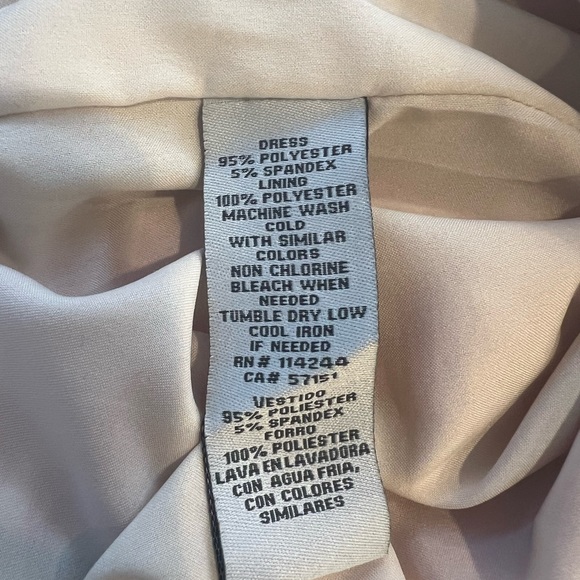 DRESS
95% POLYESTER
5% SPANDEX
LINING
100% POLYESTER
MACHINE WASH
COLD
WITH SIMILAR
COLORS
NON CHLORINE
BLEACH WHEN
NEEDED
TUMBLE DRY LOW
COOL IRON
IF NEEDED
RN# 114244
CA# 57151
VESTIDO
95% POLIESTER
5% SPANDEX
FORRO
100% POLIESTER
LAVA EN LAVADORA
CON AGUA FRIA,
CON COLORES
SIMILARES